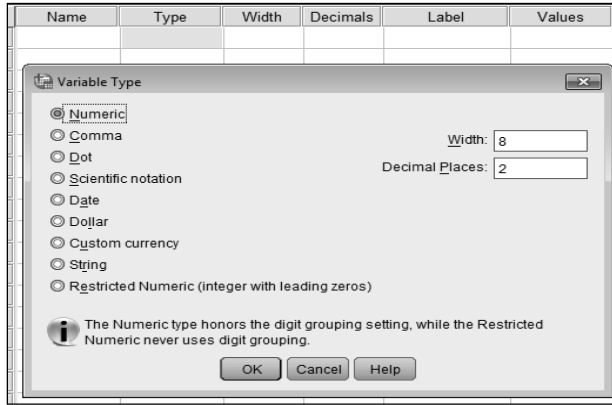 Name Type Width Decimals Label Values
Variable Type
Numeric
Comma
Dot
Scientific notation
Date
Dollar
Custom currency
String
Restricted Numeric (integer with leading zeros)
Width: 8
Decimal Places: 2
The Numeric type honors the digit grouping setting, while the Restricted
Numeric never uses digit grouping.
OK Cancel Help